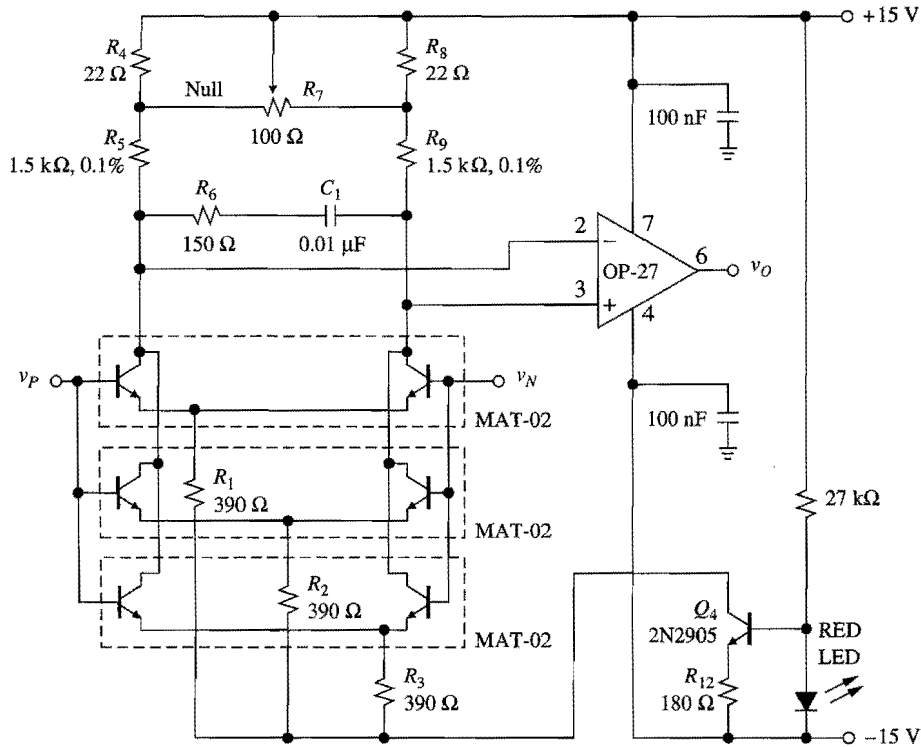 +15 V
R4
22 Ω
R8
22 Ω
Null
R7
100 Ω
100 nF
R5
1.5 kΩ, 0.1%
R9
1.5 kΩ, 0.1%
R6
150 Ω
C1
0.01 µF
2
−
7
OP-27
6
vO
3
+
4
vP
vN
MAT-02
100 nF
R1
390 Ω
MAT-02
27 kΩ
R2
390 Ω
MAT-02
Q4
2N2905
RED
LED
R3
390 Ω
R12
180 Ω
−15 V